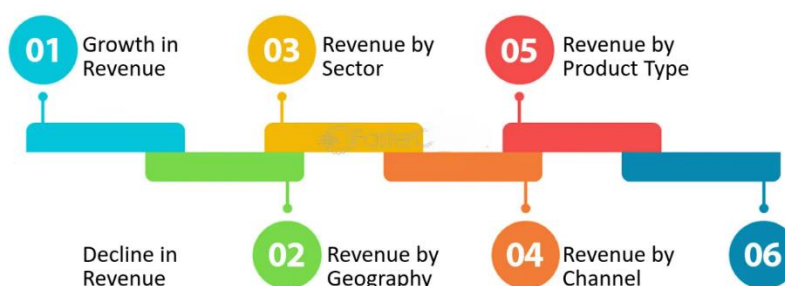 01
Growth in
Revenue
03
Revenue by
Sector
05
Revenue by
Product Type
Decline in
Revenue
02
Revenue by
Geography
04
Revenue by
Channel
06